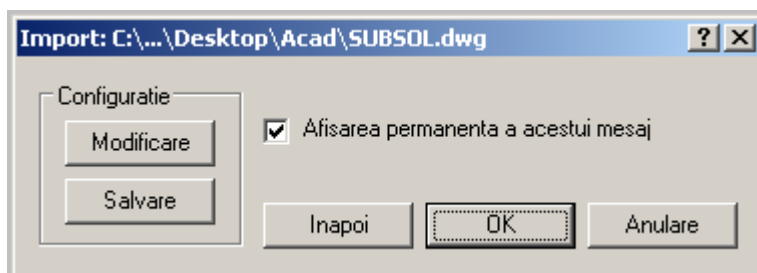 Import: C:\...\Desktop\Acad\SUBSOL.dwg
Configuratie
Modificare
Salvare
Afisarea permanenta a acestui mesaj
Inapoi
OK
Anulare